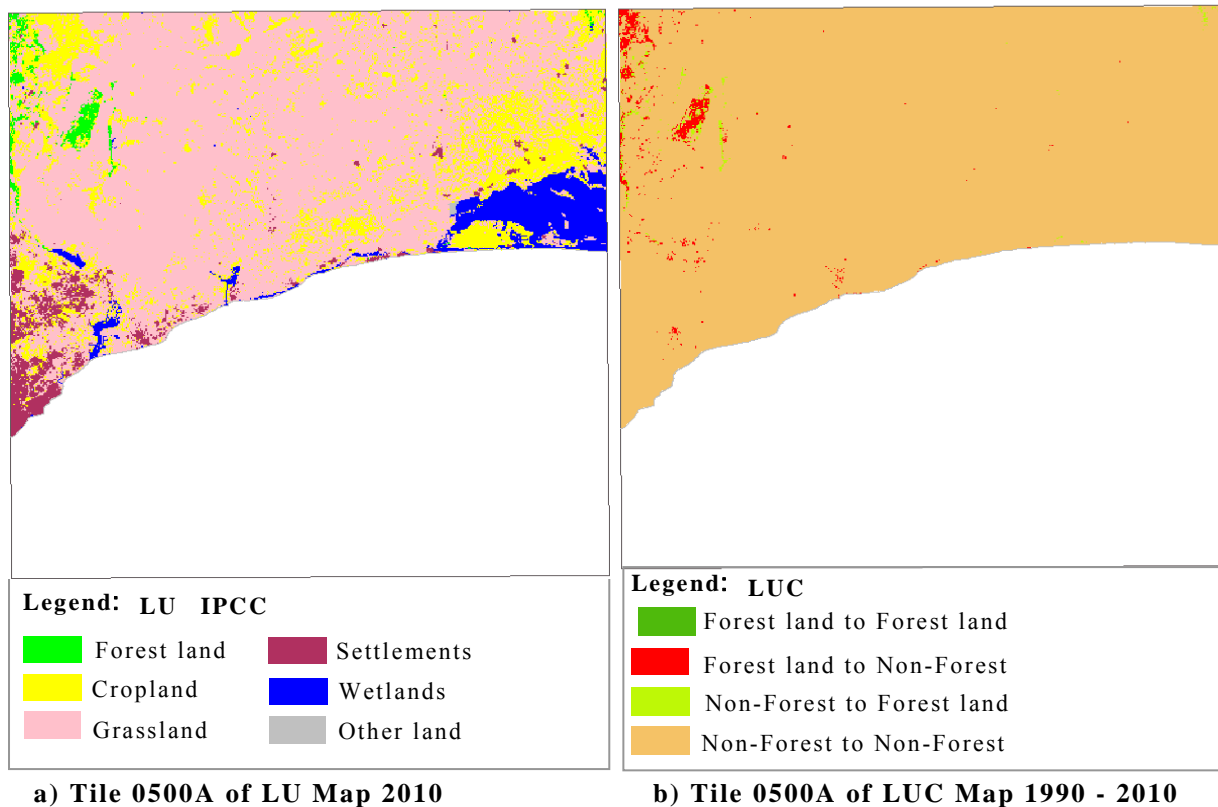 Legend: LU IPCC
Forest land
Settlements
Cropland
Wetlands
Grassland
Other land
a) Tile 0500A of LU Map 2010
Legend: LUC
Forest land to Forest land
Forest land to Non-Forest
Non-Forest to Forest land
Non-Forest to Non-Forest
b) Tile 0500A of LUC Map 1990 - 2010